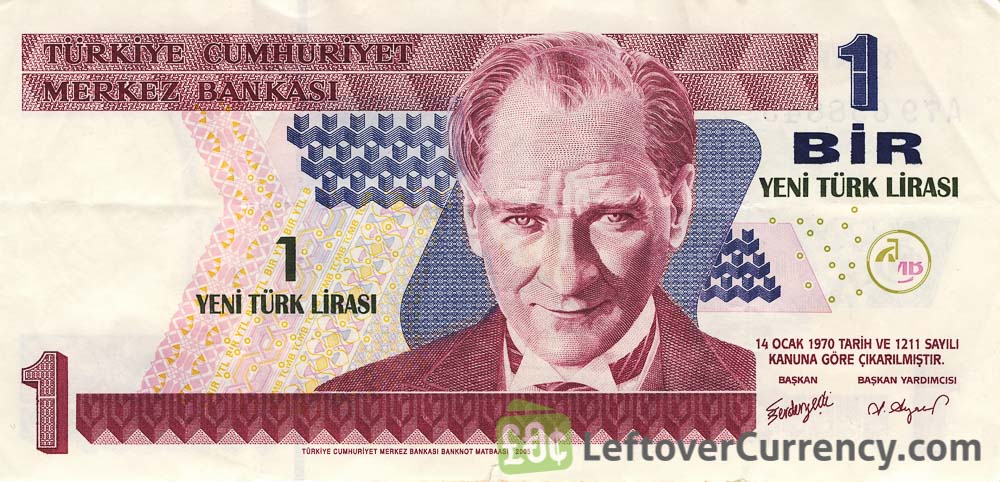 TÜRKİYE CUMHURİYET
MERKEZ BANKASI
1
BİR
YENİ TÜRK LİRASI
1
YENİ TÜRK LİRASI
14 OCAK 1970 TARİH VE 1211 SAYILI
KANUNA GÖRE ÇIKARILMIŞTIR.
BAŞKAN BAŞKAN YARDIMCISI
1
TÜRKİYE CUMHURİYET MERKEZ BANKASI BANKNOT MATBAASI 2005
LeftoverCurrency.com